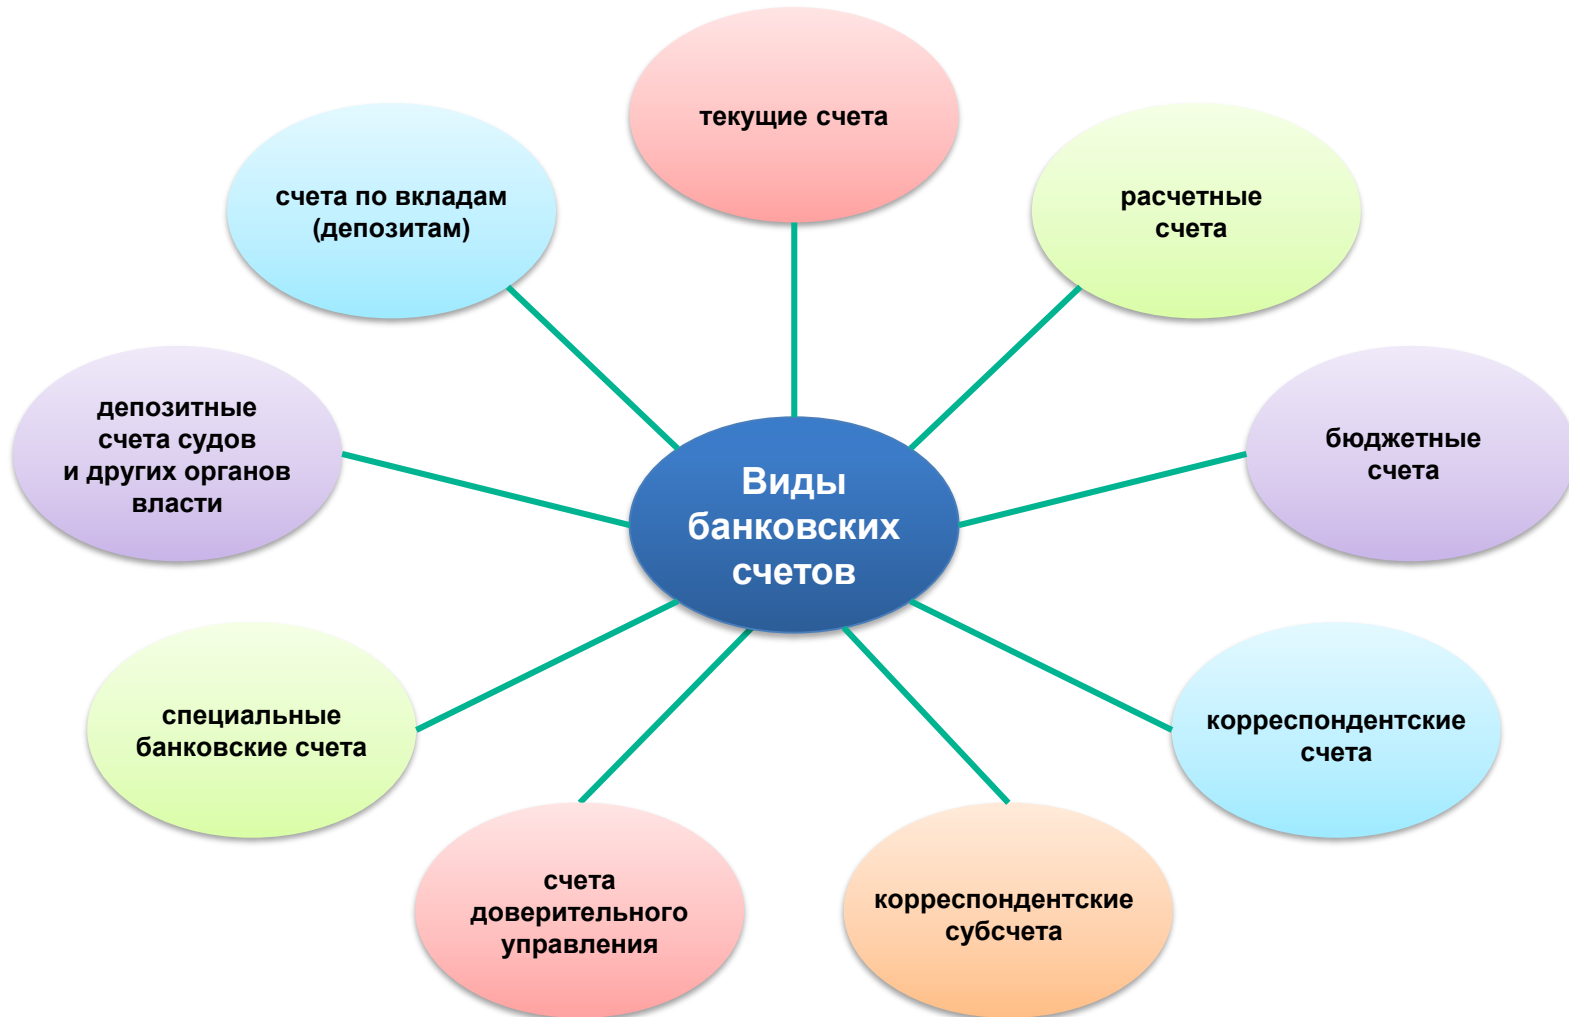 текущие счета
счета по вкладам
(депозитам)
расчетные
счета
депозитные
счета судов
и других органов
власти
бюджетные
счета
Виды
банковских
счетов
специальные
банковские счета
корреспондентские
счета
счета
доверительного
управления
корреспондентские
субсчета